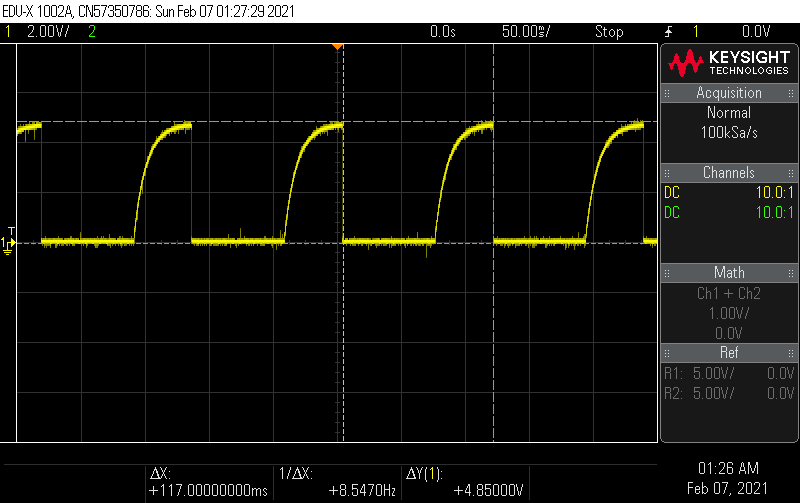 EDU-X 1002A, CN57350786: Sun Feb 07 01:27:29 2021
1 2.00V/ 2 0.0s 50.00ms/ Stop 1 0.0V
KEYSIGHT
TECHNOLOGIES
Acquisition
Normal
100kSa/s
Channels
DC 10.0:1
DC 10.0:1
T
1
Math
Ch1 + Ch2
1.00V/
0.0V
Ref
R1: 5.00V/ 0.0V
R2: 5.00V/ 0.0V
ΔX: 1/ΔX: ΔY(1):
+117.00000000ms +8.5470Hz +4.85000V
01:26 AM
Feb 07, 2021